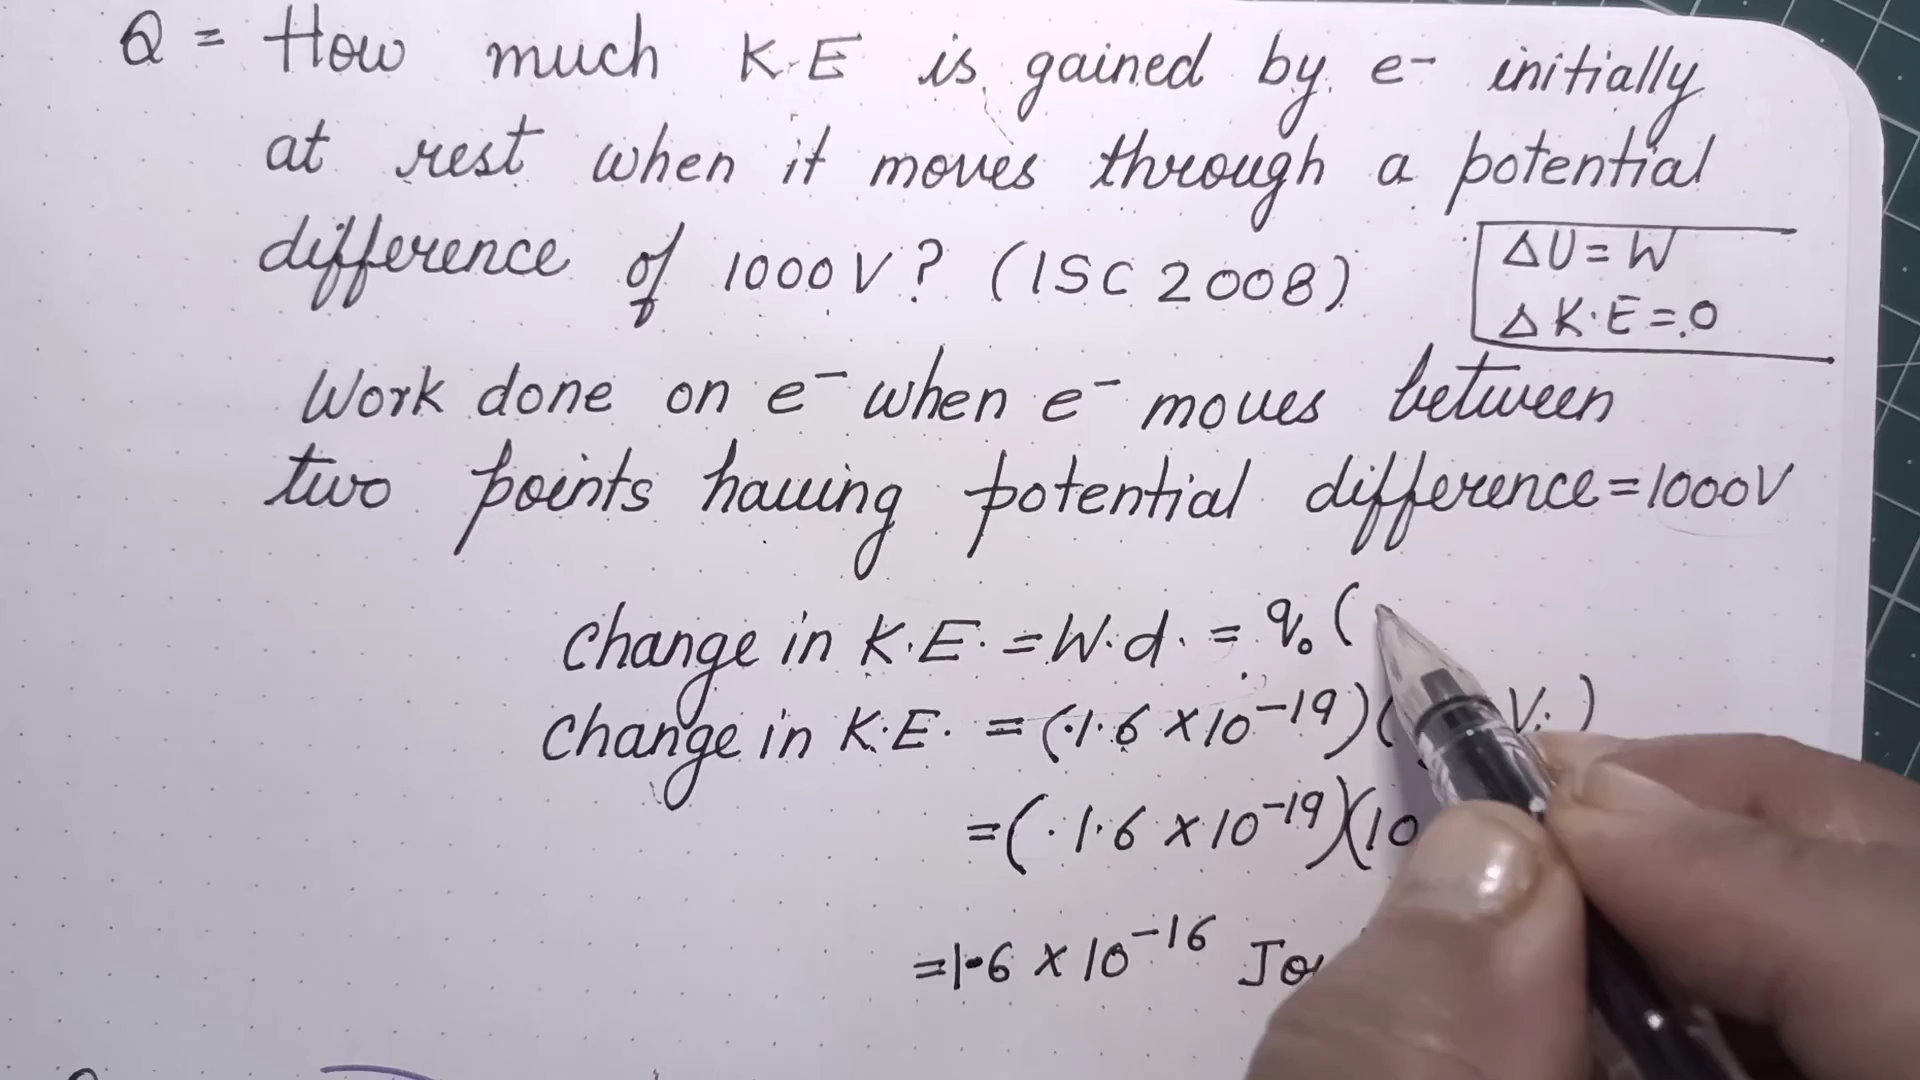 Q = How much K.E is gained by e- initially
at rest when it moves through a potential
difference of 1000V? (ISC 2008)
ΔU = W
ΔK.E = 0
Work done on e⁻ when e⁻ moves between
two points having potential difference = 1000V
change in K.E. = W.d. = q₀ (
change in K.E. = (1.6 × 10⁻¹⁹)( )
= (1.6 × 10⁻¹⁹)(10
= 1.6 × 10⁻¹⁶